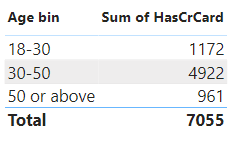 Age bin Sum of HasCrCard
18-30 1172
30-50 4922
50 or above 961
Total 7055